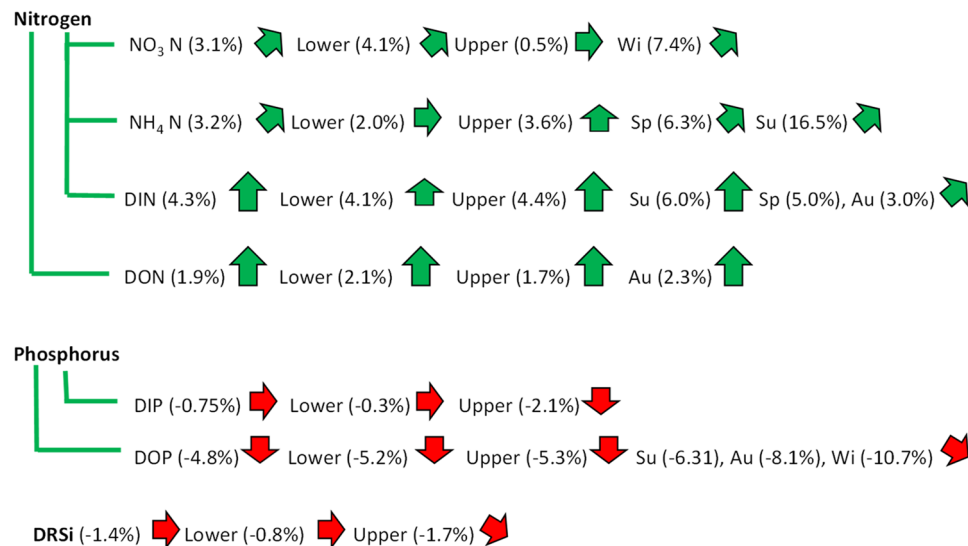 Nitrogen
NO3 N (3.1%) Lower (4.1%) Upper (0.5%) Wi (7.4%)
NH4 N (3.2%) Lower (2.0%) Upper (3.6%) Sp (6.3%) Su (16.5%)
DIN (4.3%) Lower (4.1%) Upper (4.4%) Su (6.0%) Sp (5.0%), Au (3.0%)
DON (1.9%) Lower (2.1%) Upper (1.7%) Au (2.3%)
Phosphorus
DIP (-0.75%) Lower (-0.3%) Upper (-2.1%)
DOP (-4.8%) Lower (-5.2%) Upper (-5.3%) Su (-6.31), Au (-8.1%), Wi (-10.7%)
DRSi (-1.4%) Lower (-0.8%) Upper (-1.7%)